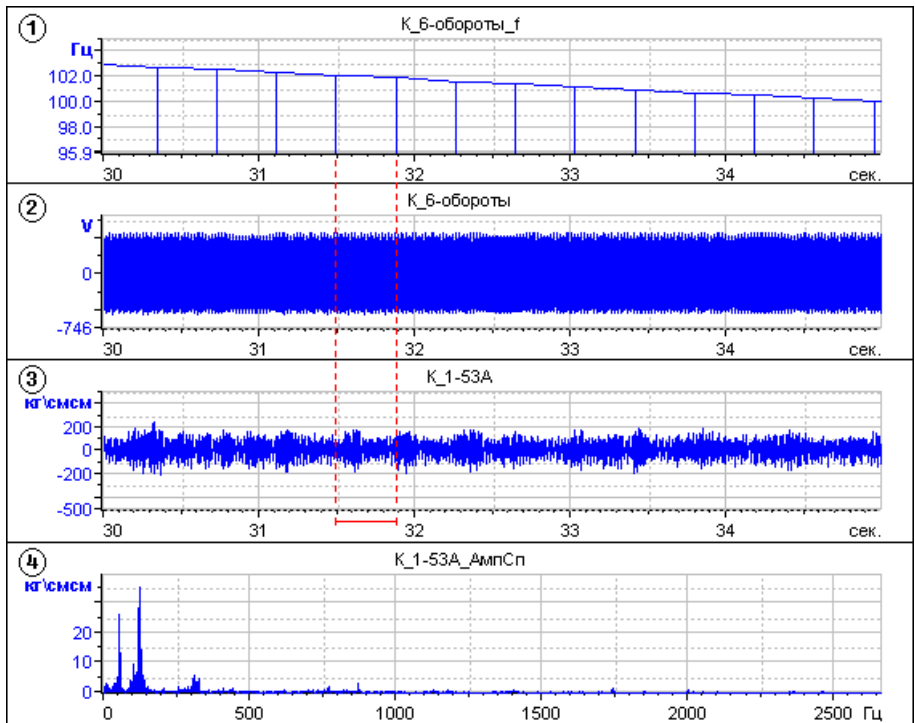 1
К_6-обороты_f
Гц
102.0
100.0
98.0
95.9
30 31 32 33 34 сек.
2
К_6-обороты
V
0
-746
30 31 32 33 34 сек.
3
К_1-53А
кг\смсм
200
0
-200
-500
30 31 32 33 34 сек.
4
К_1-53А_АмпСп
кг\смсм
20
10
0
0 500 1000 1500 2000 2500 Гц